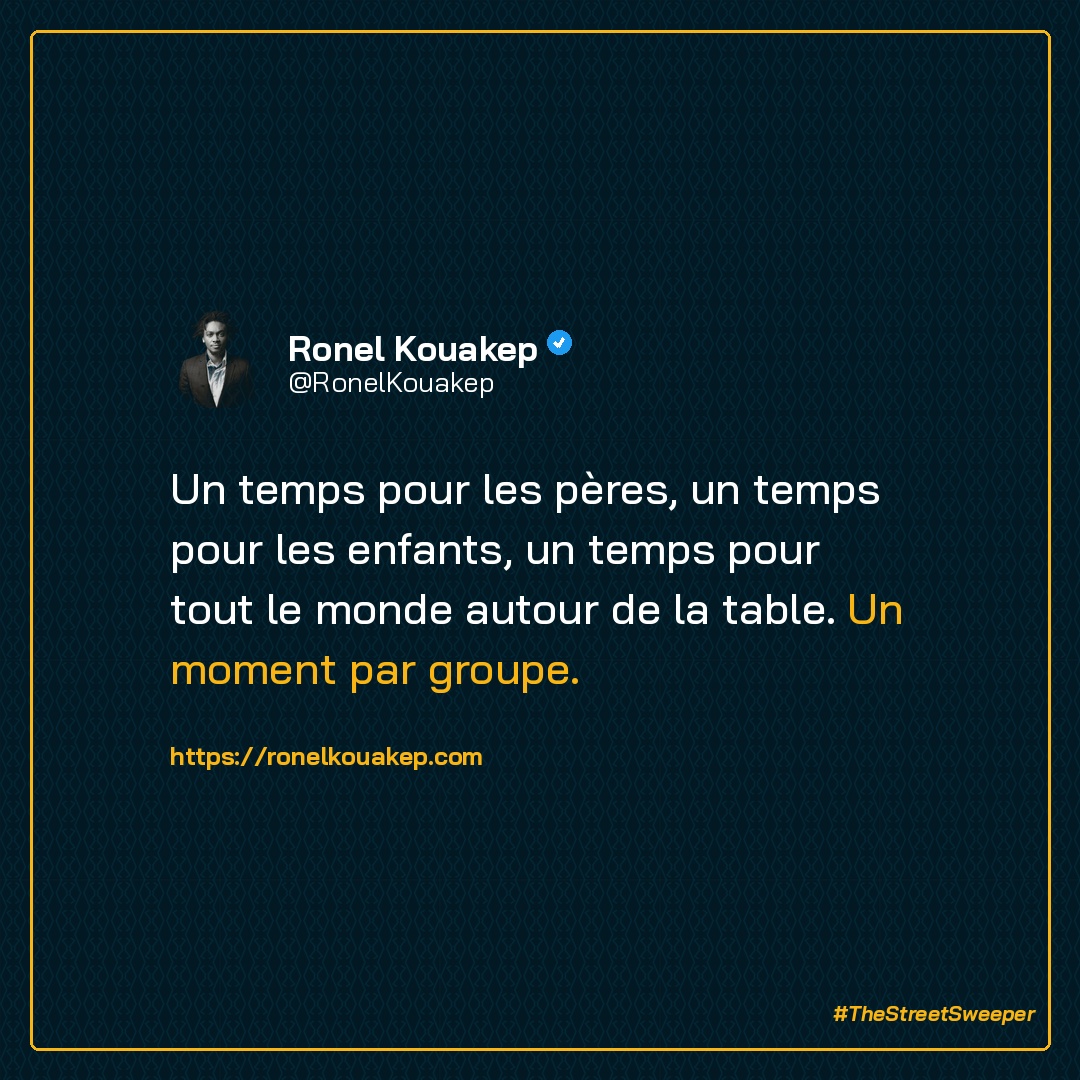 Ronel Kouakep
@RonelKouakep
Un temps pour les pères, un temps
pour les enfants, un temps pour
tout le monde autour de la table. Un
moment par groupe.
https://ronelkouakep.com
#TheStreetSweeper